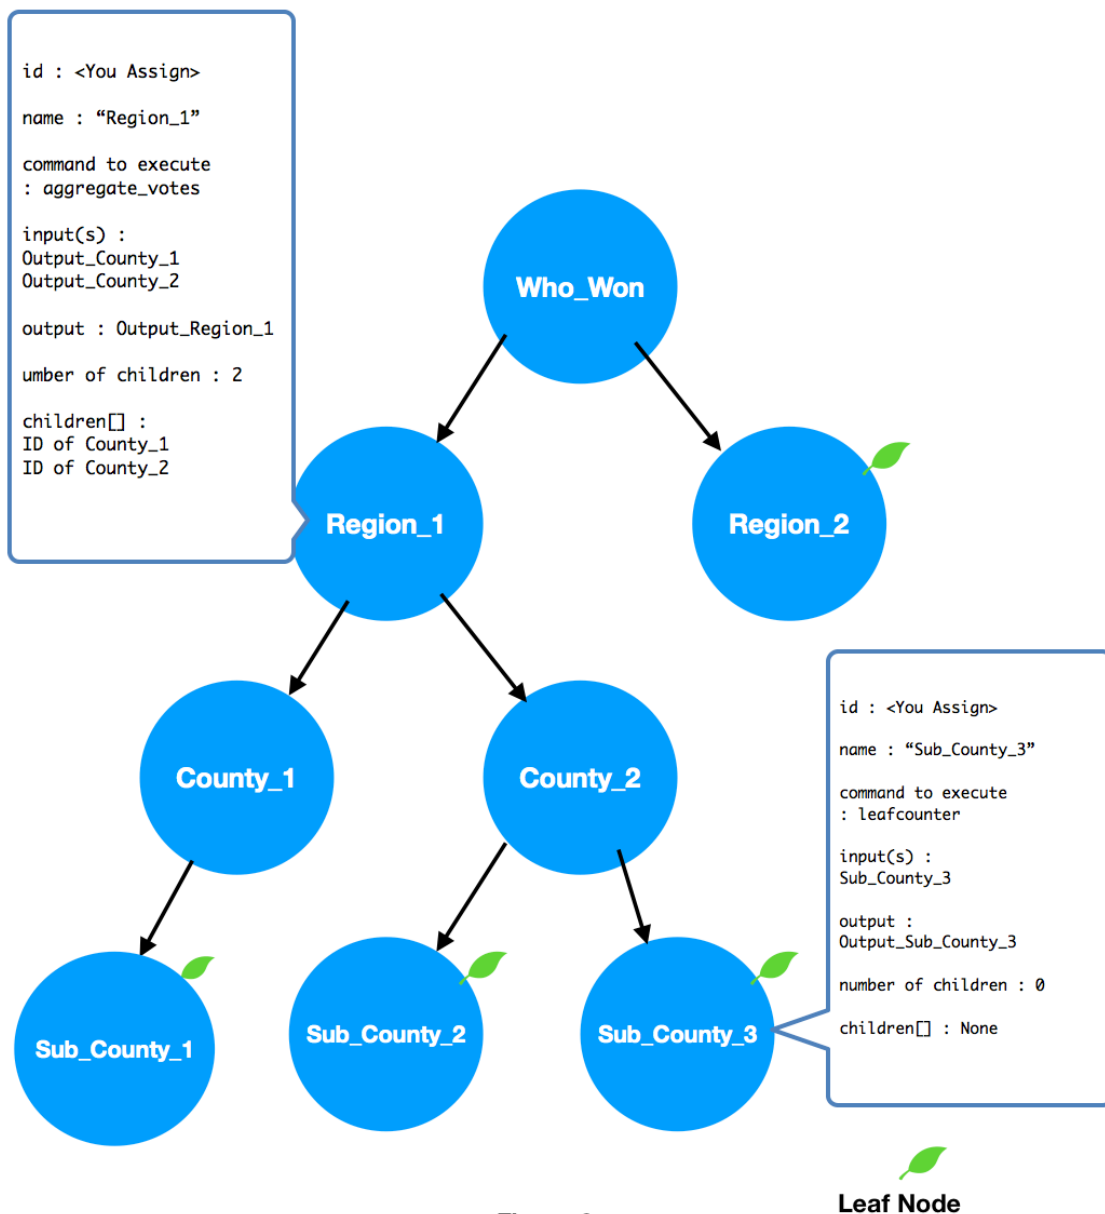 id : <You Assign>
name : “Region_1”
command to execute
: aggregate_votes
input(s) :
Output_County_1
Output_County_2
output : Output_Region_1
umber of children : 2
children[] :
ID of County_1
ID of County_2
Who_Won
Region_1
Region_2
County_1
County_2
id : <You Assign>
name : “Sub_County_3”
command to execute
: leafcounter
input(s) :
Sub_County_3
output :
Output_Sub_County_3
number of children : 0
children[] : None
Sub_County_1
Sub_County_2
Sub_County_3
Leaf Node